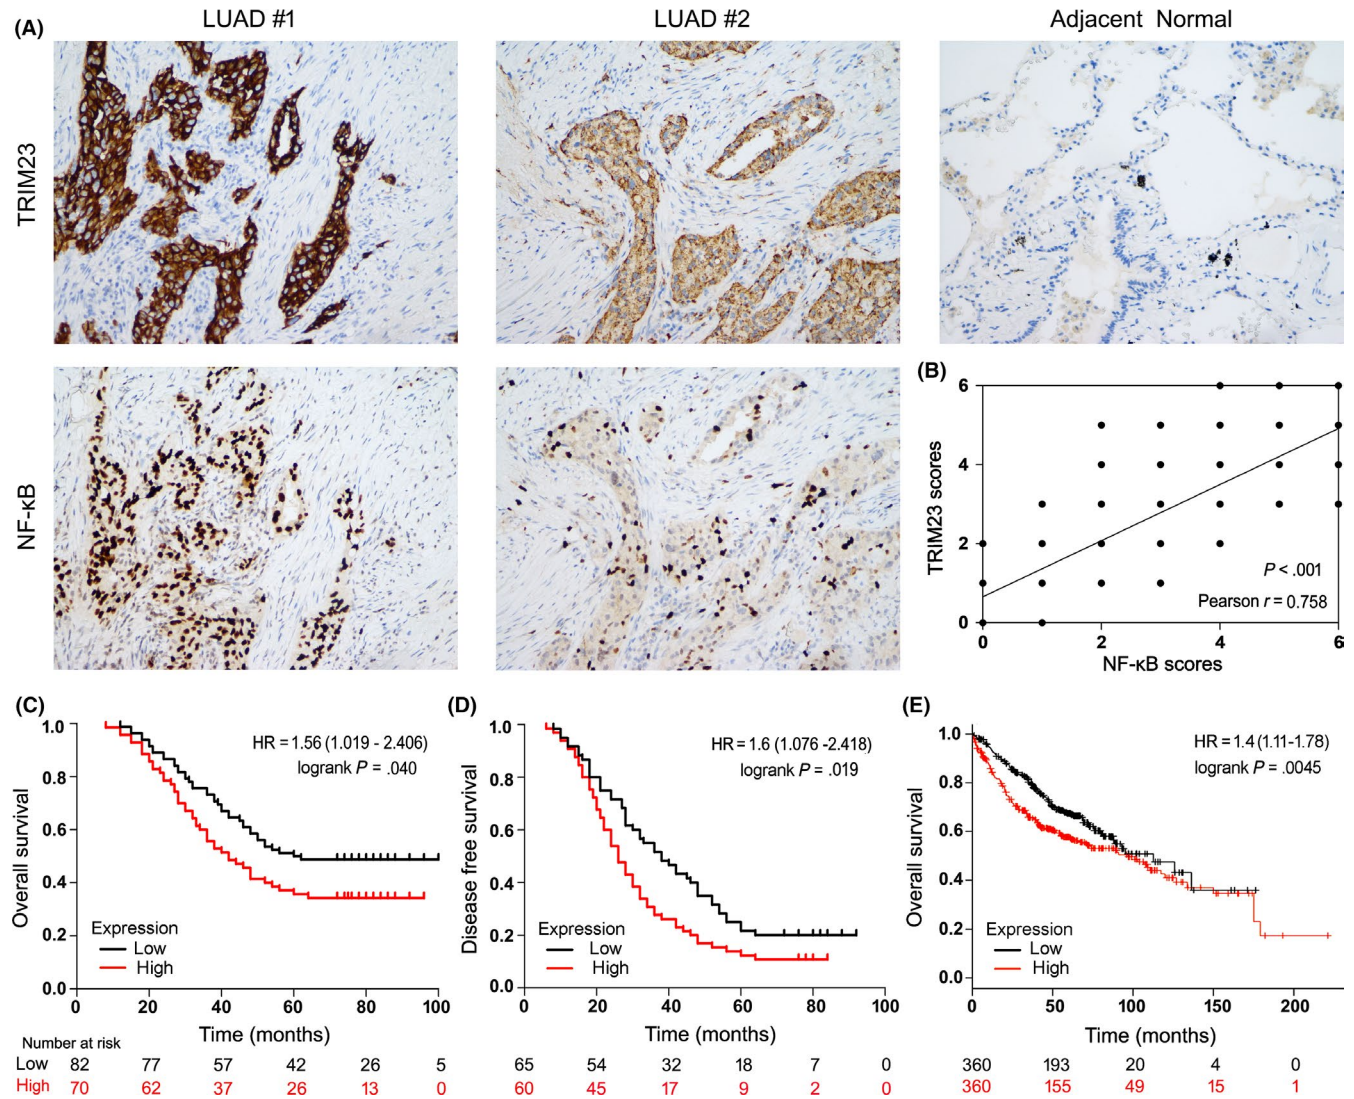 (A)
LUAD #1
LUAD #2
Adjacent Normal
TRIM23
NF-κB
(B)
6
4
2
0
0
2
4
6
TRIM23 scores
NF-κB scores
P < .001
Pearson r = 0.758
(C)
1.0
0.8
0.6
0.4
0.2
0.0
Overall survival
HR = 1.56 (1.019 - 2.406)
logrank P = .040
Expression
Low
High
0 20 40 60 80 100
Time (months)
Number at risk
Low 82 77 57 42 26 5
High 70 62 37 26 13 0
(D)
1.0
0.8
0.6
0.4
0.2
0.0
Disease free survival
HR = 1.6 (1.076 -2.418)
logrank P = .019
Expression
Low
High
0 20 40 60 80 100
Time (months)
65 54 32 18 7 0
60 45 17 9 2 0
(E)
1.0
0.8
0.6
0.4
0.2
0.0
Overall survival
HR = 1.4 (1.11-1.78)
logrank P = .0045
Expression
Low
High
0 50 100 150 200
Time (months)
360 193 20 4 0
360 155 49 15 1